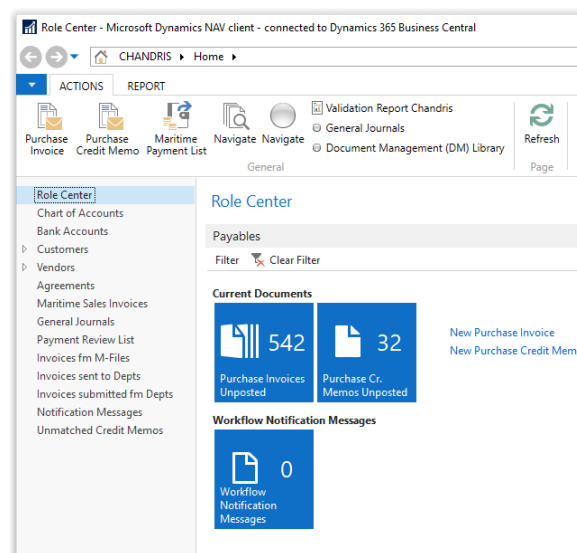 Role Center - Microsoft Dynamics NAV client - connected to Dynamics 365 Business Central
CHANDRIS
Home
ACTIONS
REPORT
Purchase Invoice
Purchase Credit Memo
Maritime Payment List
Navigate
Navigate
Validation Report Chandris
General Journals
Document Management (DM) Library
Refresh
General
Page
Role Center
Chart of Accounts
Bank Accounts
Customers
Vendors
Agreements
Maritime Sales Invoices
General Journals
Payment Review List
Invoices fm M-Files
Invoices sent to Depts
Invoices submitted fm Depts
Notification Messages
Unmatched Credit Memos
Role Center
Payables
Filter
Clear Filter
Current Documents
542
Purchase Invoices
Unposted
32
Purchase Cr.
Memos Unposted
New Purchase Invoice
New Purchase Credit Mem
Workflow Notification Messages
0
Workflow
Notification
Messages